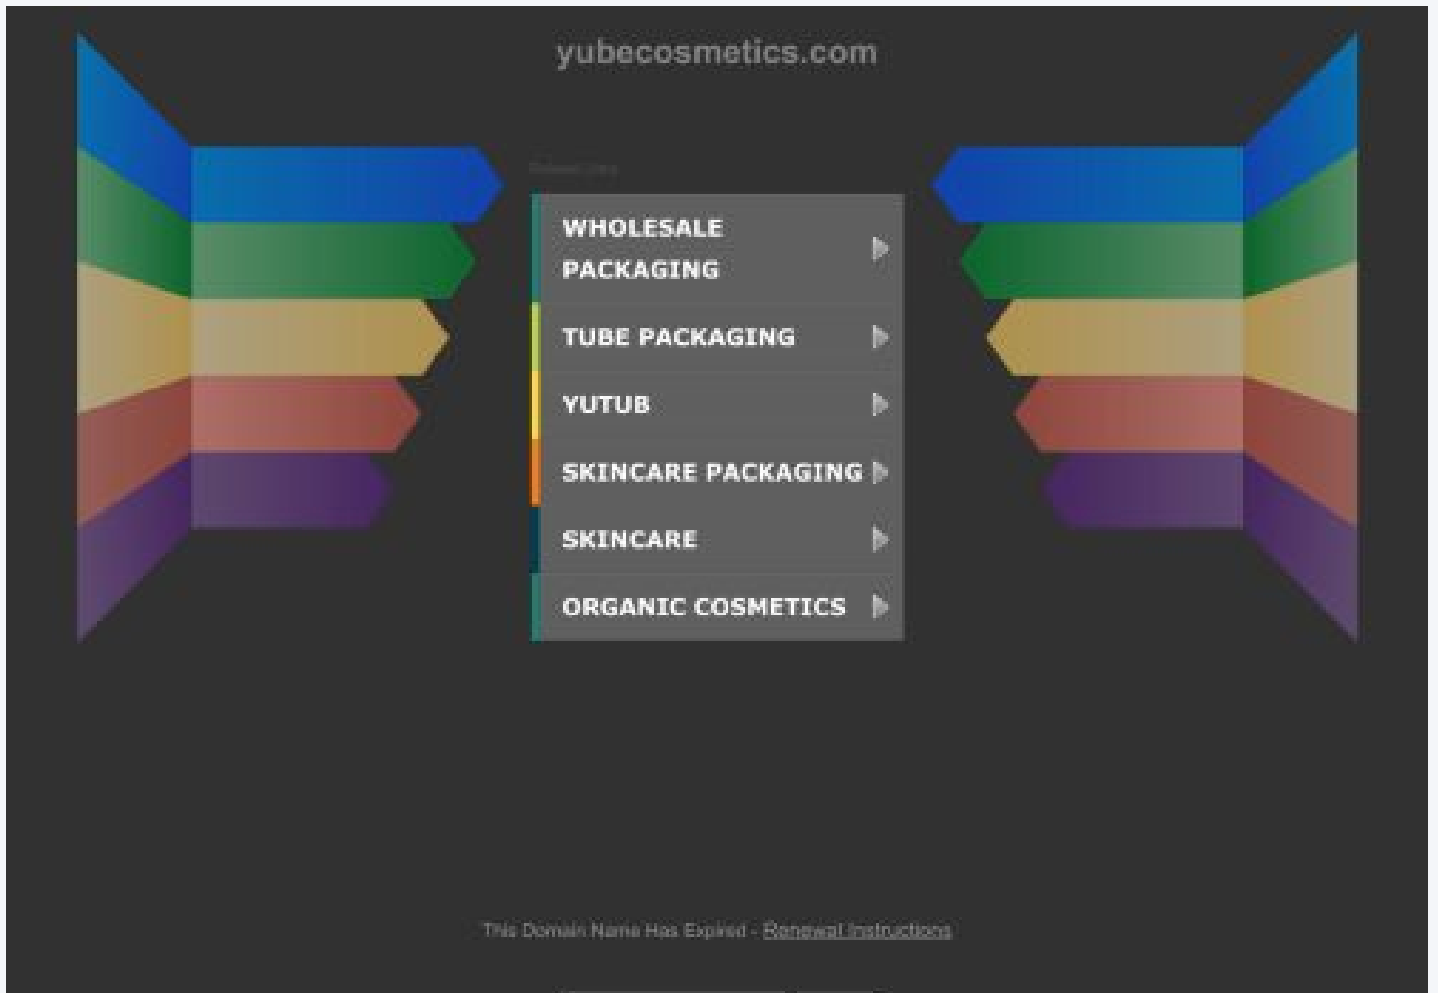 yubecosmetics.com
WHOLESALE
PACKAGING
TUBE PACKAGING
YUTUB
SKINCARE PACKAGING
SKINCARE
ORGANIC COSMETICS
This Domain Name Has Expired - Renewal Instructions